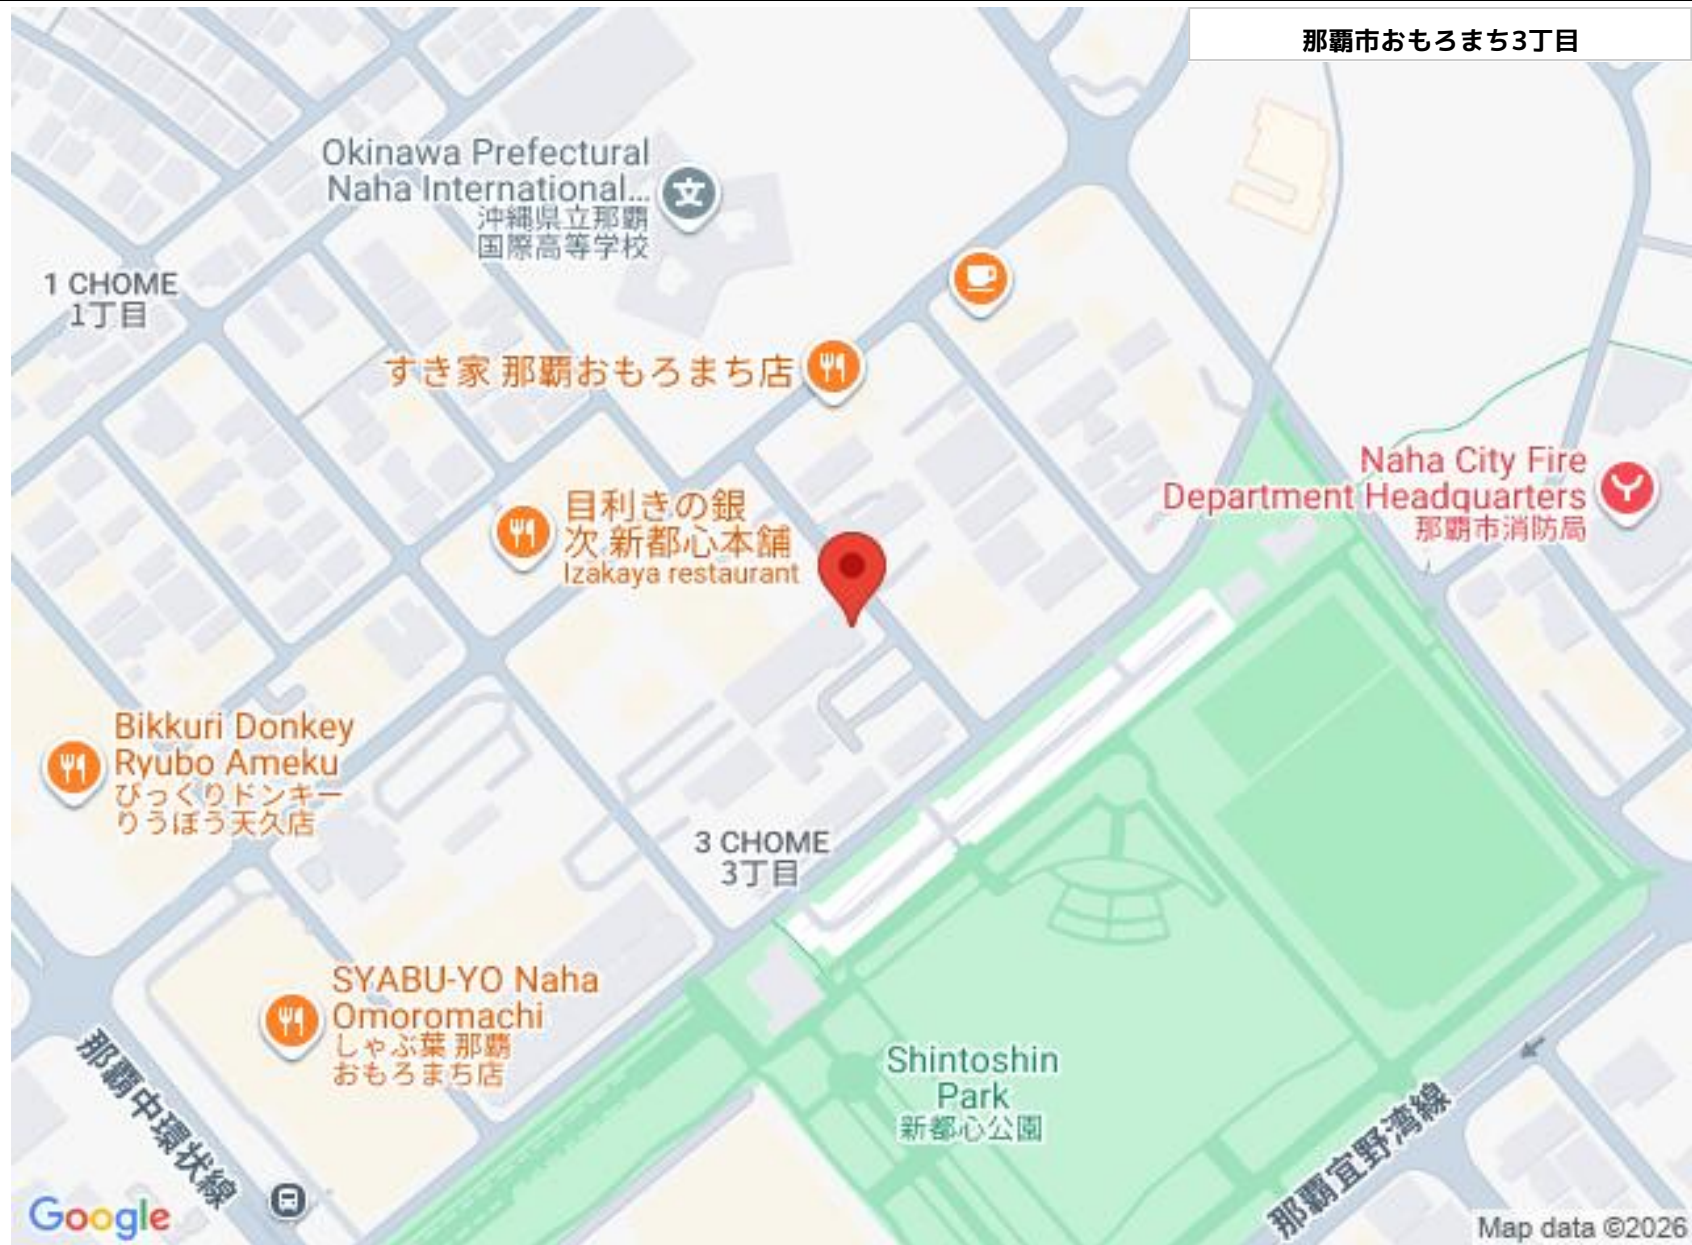 那覇市おもろまち3丁目
Okinawa Prefectural
Naha International...
沖縄県立那覇
国際高等学校
1 CHOME
1丁目
すき家 那覇おもろまち店
Naha City Fire
Department Headquarters
那覇市消防局
目利きの銀
次 新都心本舗
Izakaya restaurant
Bikkuri Donkey
Ryubo Ameku
びっくりドンキー
りうぼう天久店
3 CHOME
3丁目
SYABU-YO Naha
Omoromachi
しゃぶ葉 那覇
おもろまち店
Shintoshin
Park
新都心公園
那覇中環状線
那覇宜野湾線
Google
Map data ©2026